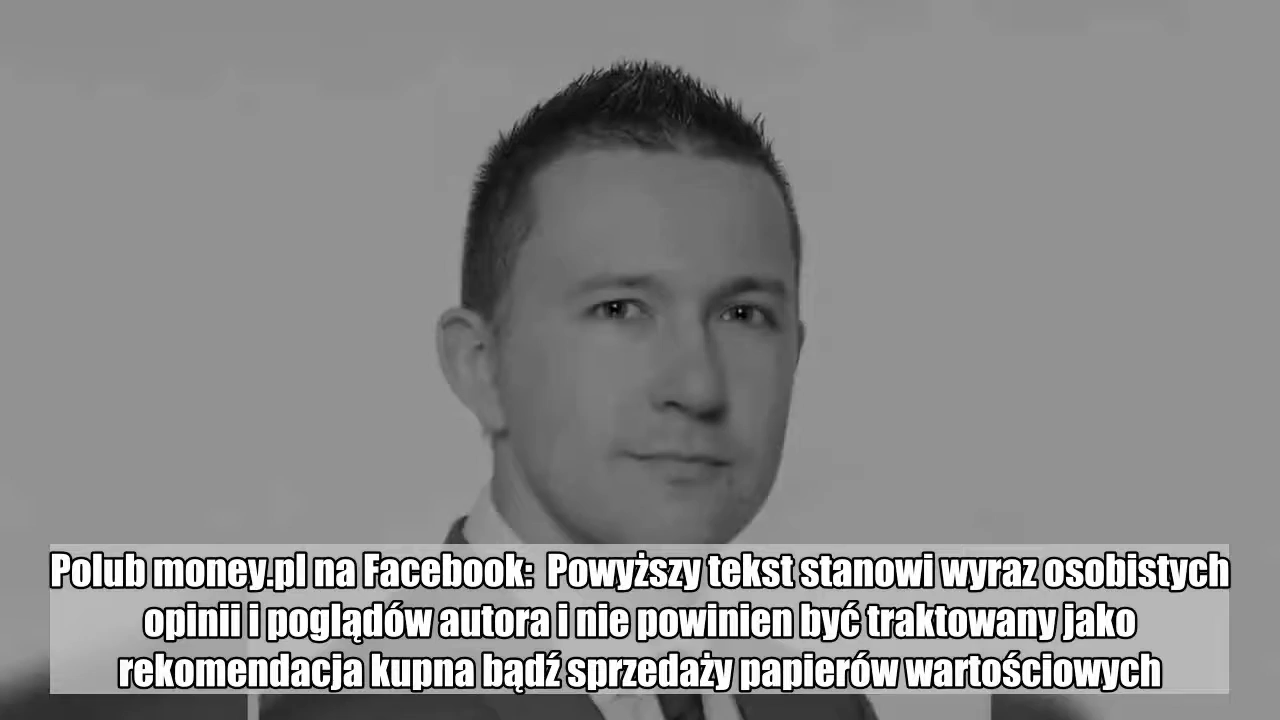 Polub money.pl na Facebook: Powyższy tekst stanowi wyraz osobistych
opinii i poglądów autora i nie powinien być traktowany jako
rekomendacja kupna bądź sprzedaży papierów wartościowych